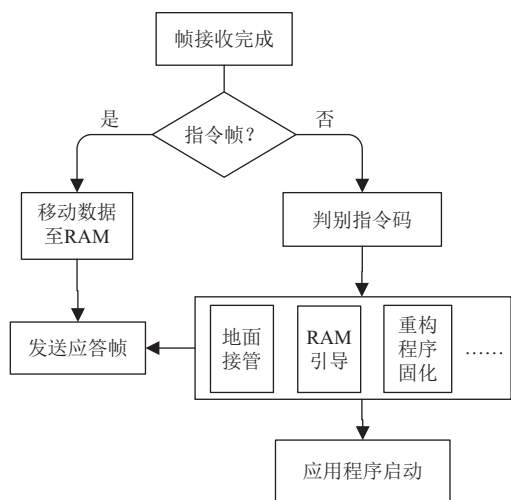 帧接收完成
是
指令帧?
否
移动数据
至RAM
判别指令码
发送应答帧
地面
接管
RAM
引导
重构
程序
固化
……
应用程序启动